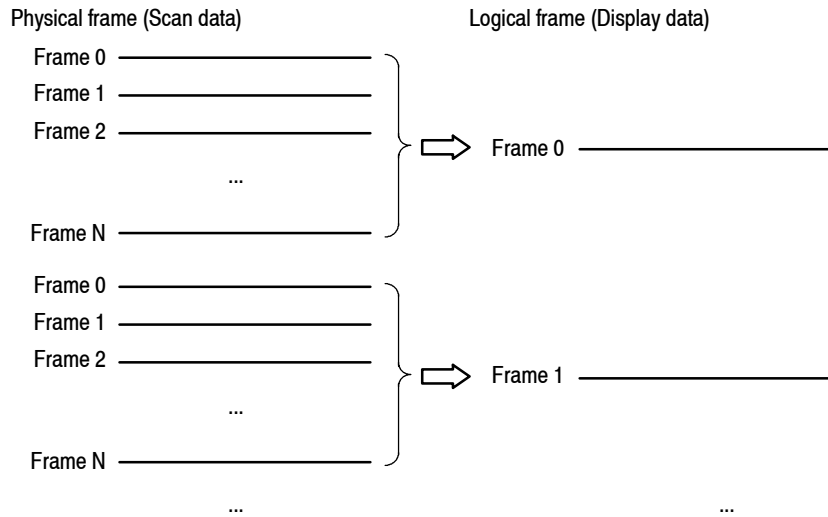 Physical frame (Scan data)
Logical frame (Display data)
Frame 0
Frame 1
Frame 2
...
Frame N
Frame 0
Frame 0
Frame 1
Frame 2
...
Frame N
Frame 1
...
...